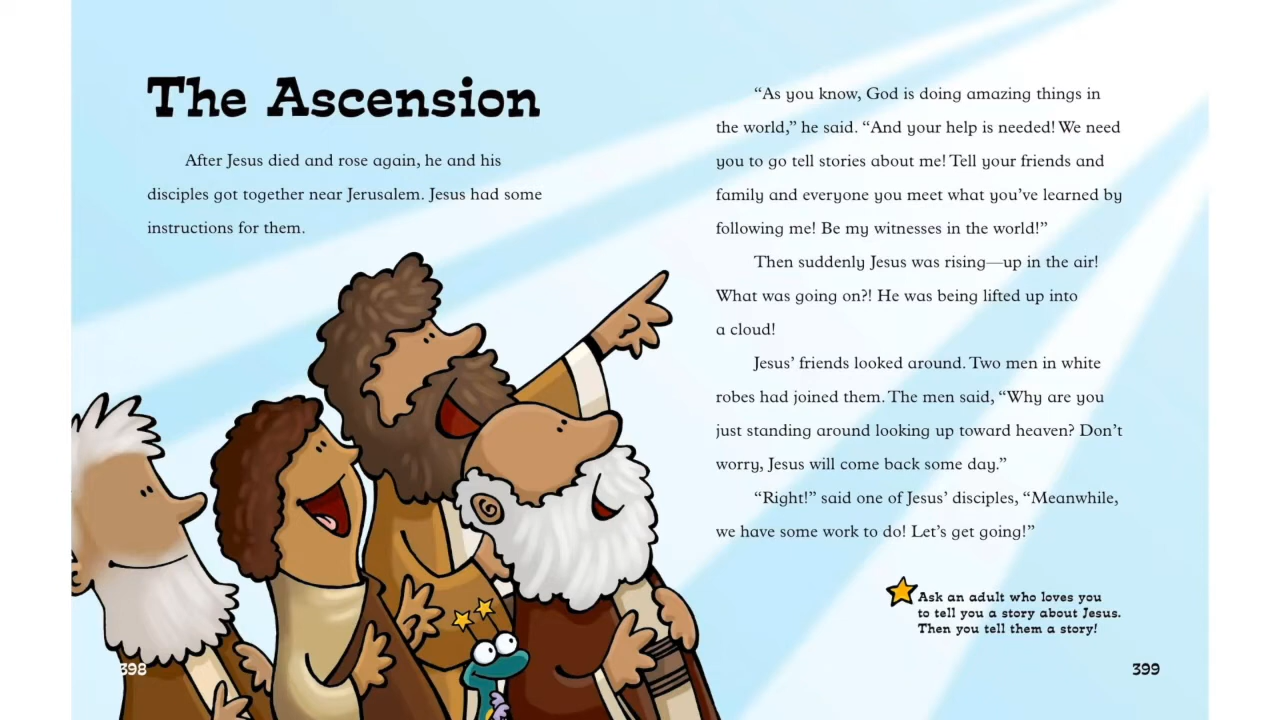 The Ascension
After Jesus died and rose again, he and his
disciples got together near Jerusalem. Jesus had some
instructions for them.
398
“As you know, God is doing amazing things in
the world,” he said. “And your help is needed! We need
you to go tell stories about me! Tell your friends and
family and everyone you meet what you’ve learned by
following me! Be my witnesses in the world!”
Then suddenly Jesus was rising—up in the air!
What was going on?! He was being lifted up into
a cloud!
Jesus’ friends looked around. Two men in white
robes had joined them. The men said, “Why are you
just standing around looking up toward heaven? Don’t
worry, Jesus will come back some day.”
“Right!” said one of Jesus’ disciples, “Meanwhile,
we have some work to do! Let’s get going!”
Ask an adult who loves you
to tell you a story about Jesus.
Then you tell them a story!
399